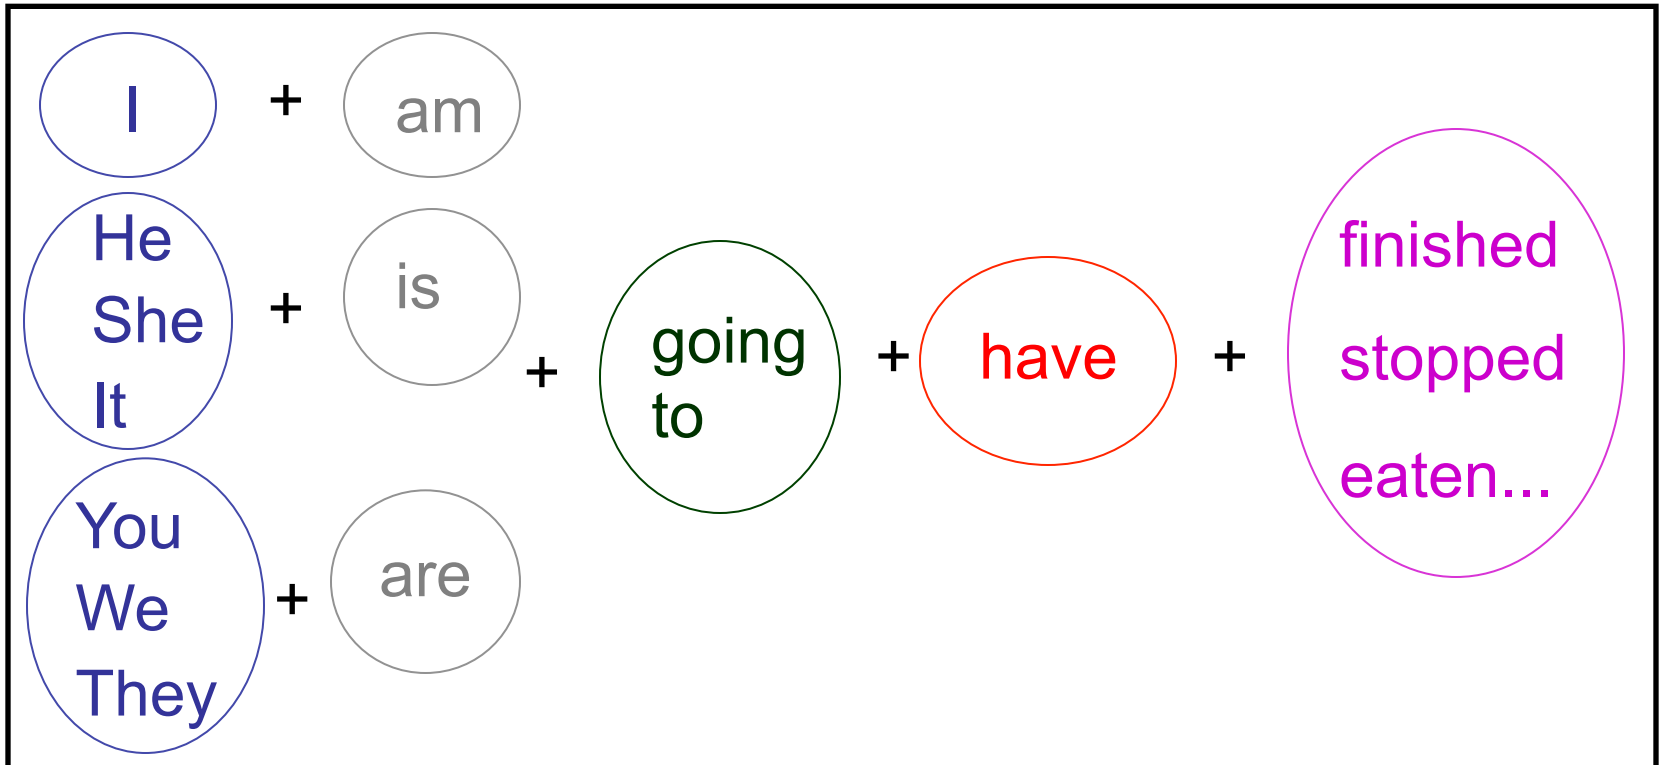 I + am
He
She
It
+ is
You
We
They
+ are
+ going
to
+ have +
finished
stopped
eaten...